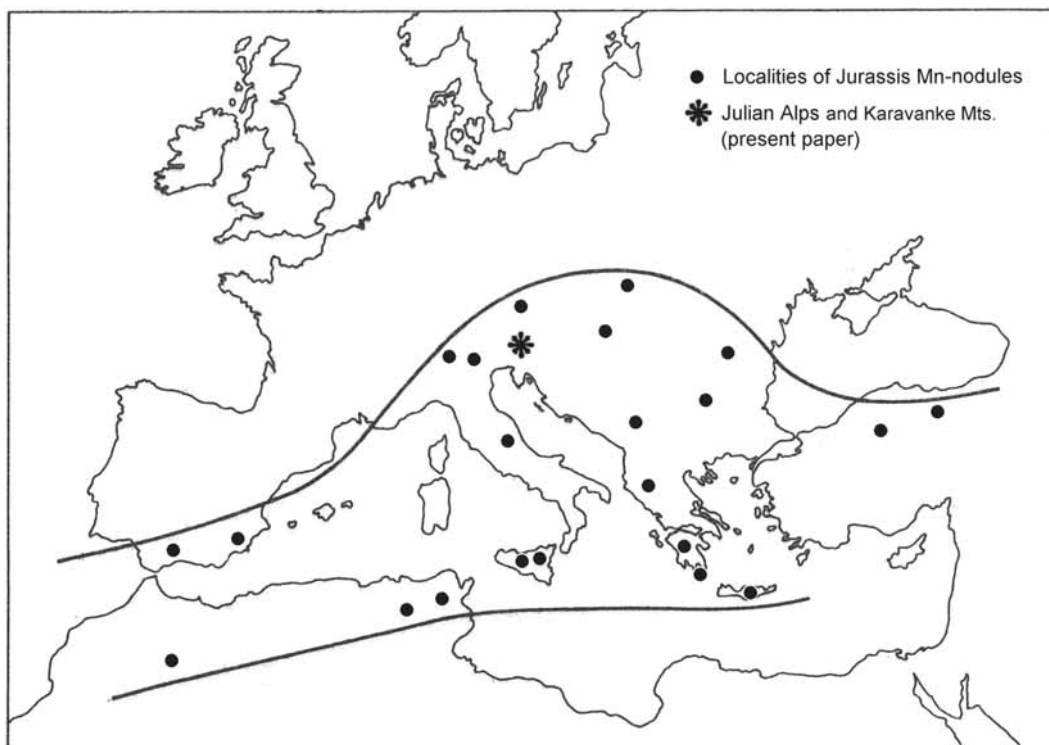 Localities of Jurassis Mn-nodules
Julian Alps and Karavanke Mts.
(present paper)